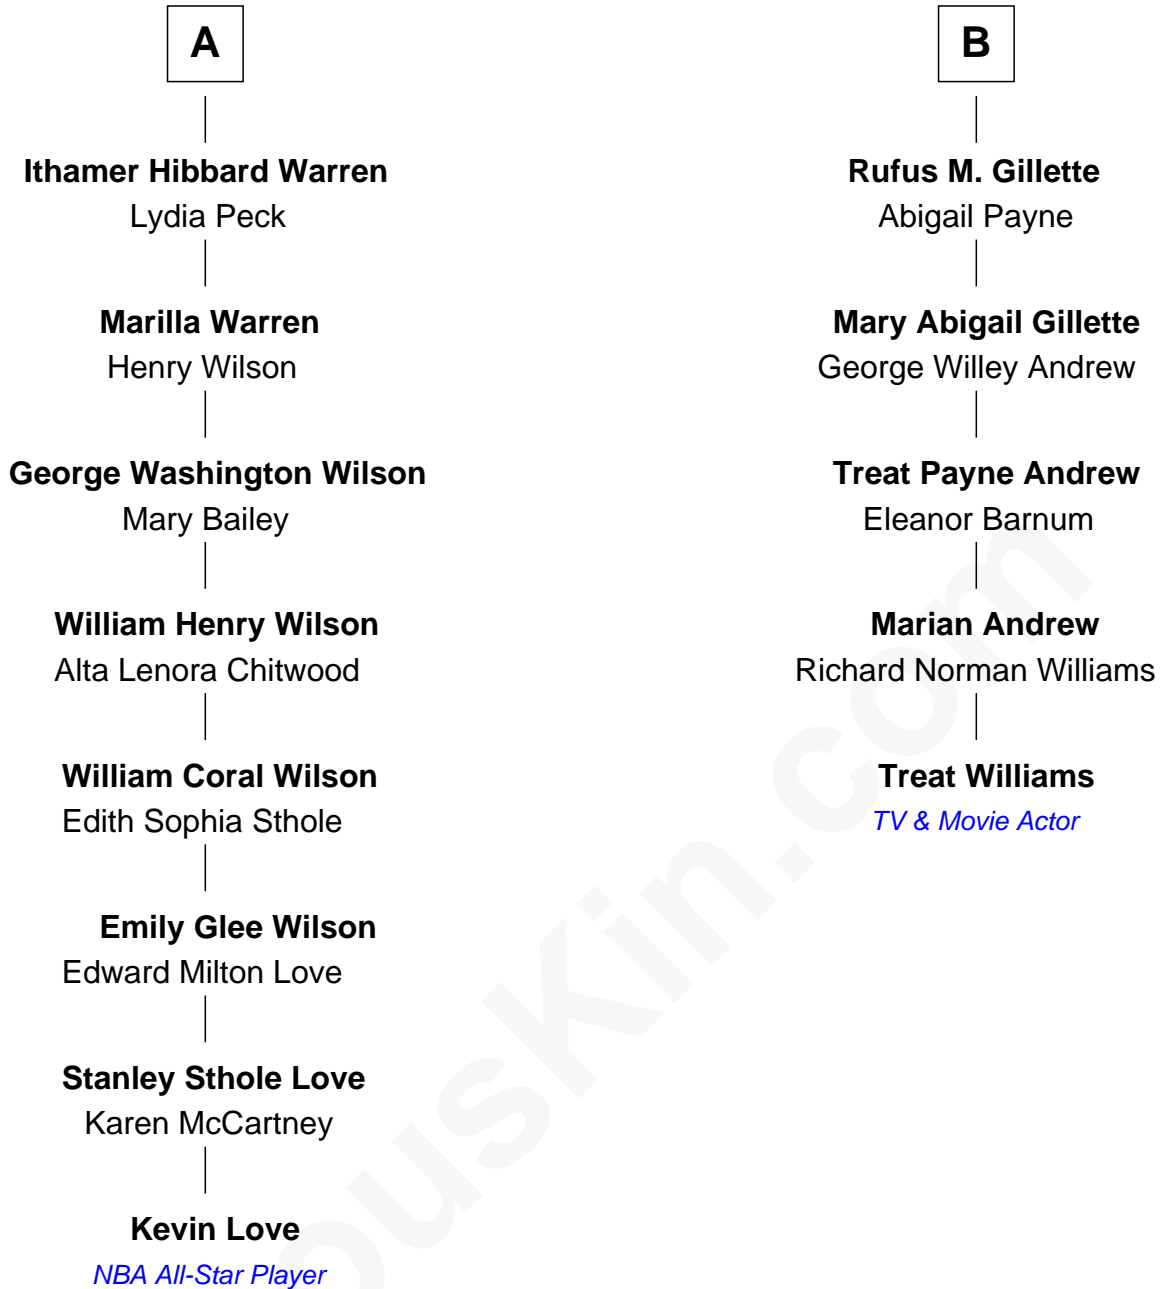 A
Ithamer Hibbard Warren
Lydia Peck
Marilla Warren
Henry Wilson
George Washington Wilson
Mary Bailey
William Henry Wilson
Alta Lenora Chitwood
William Coral Wilson
Edith Sophia Sthole
Emily Glee Wilson
Edward Milton Love
Stanley Sthole Love
Karen McCartney
Kevin Love
NBA All-Star Player
B
Rufus M. Gillette
Abigail Payne
Mary Abigail Gillette
George Willey Andrew
Treat Payne Andrew
Eleanor Barnum
Marian Andrew
Richard Norman Williams
Treat Williams
TV & Movie Actor
ousKin.com